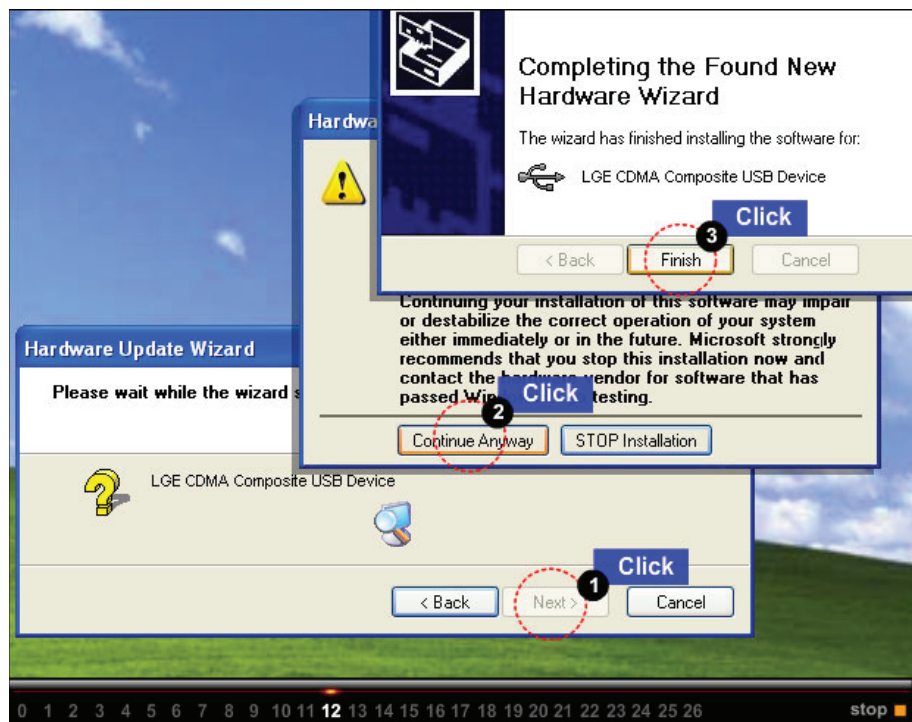 Completing the Found New
Hardware Wizard
The wizard has finished installing the software for:
LGE CDMA Composite USB Device
Click
3
< Back Finish Cancel
Continuing your installation of this software may impair
or destabilize the correct operation of your system
either immediately or in the future. Microsoft strongly
recommends that you stop this installation now and
contact the hardware vendor for software that has
passed testing.
Click
2
Continue Anyway STOP Installation
Hardware Update Wizard
Please wait while the wizard
LGE CDMA Composite USB Device
Click
1
< Back Next > Cancel
0 1 2 3 4 5 6 7 8 9 10 11 12 13 14 15 16 17 18 19 20 21 22 23 24 25 26 stop